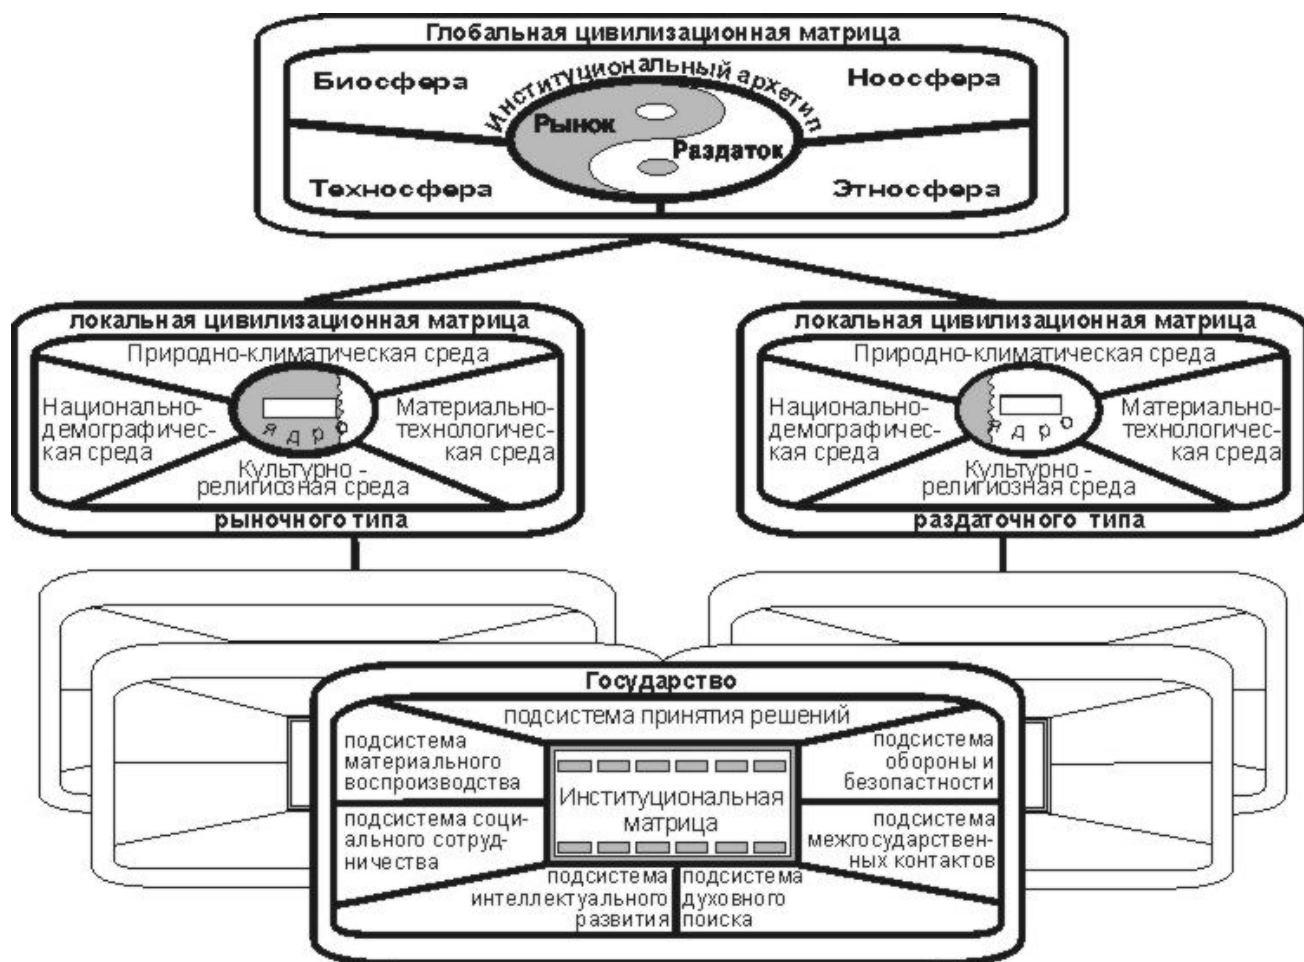 Глобальная цивилизационная матрица
Биосфера
Институциональный архетип
Ноосфера
Рынок
Раздаток
Техносфера
Этносфера
локальная цивилизационная матрица
Природно-климатическая среда
Национально-
демографичес-
кая среда
Материально-
технологичес-
кая среда
ядро
Культурно -
религиозная среда
рыночного типа
локальная цивилизационная матрица
Природно-климатическая среда
Национально-
демографичес-
кая среда
Материально-
технологичес-
кая среда
ядро
Культурно -
религиозная среда
раздаточного типа
Государство
подсистема принятия решений
подсистема
материального
воспроизводства
подсистема
обороны и
безопастности
Институциональная
матрица
подсистема соци-
ального сотруд-
ничества
подсистема
межгосударствен-
ных контактов
подсистема
интеллектуального
развития
подсистема
духовного
поиска